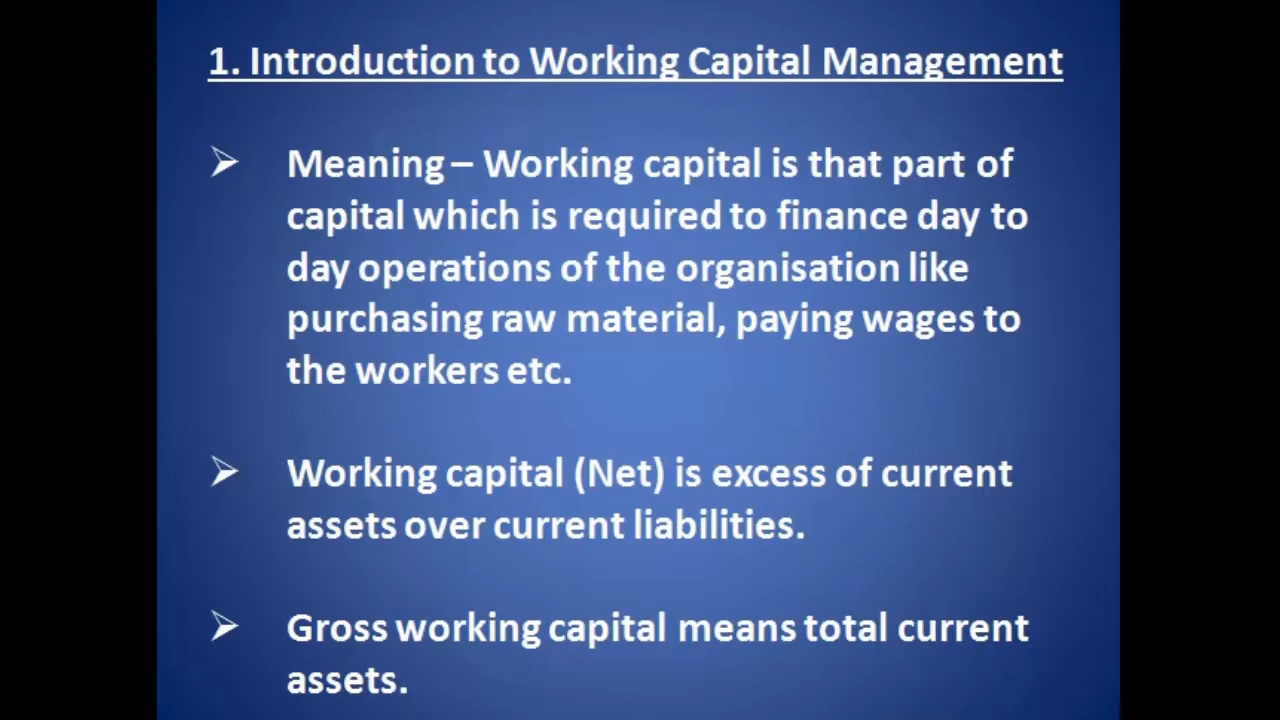 1. Introduction to Working Capital Management
➢ Meaning – Working capital is that part of
capital which is required to finance day to
day operations of the organisation like
purchasing raw material, paying wages to
the workers etc.
➢ Working capital (Net) is excess of current
assets over current liabilities.
➢ Gross working capital means total current
assets.